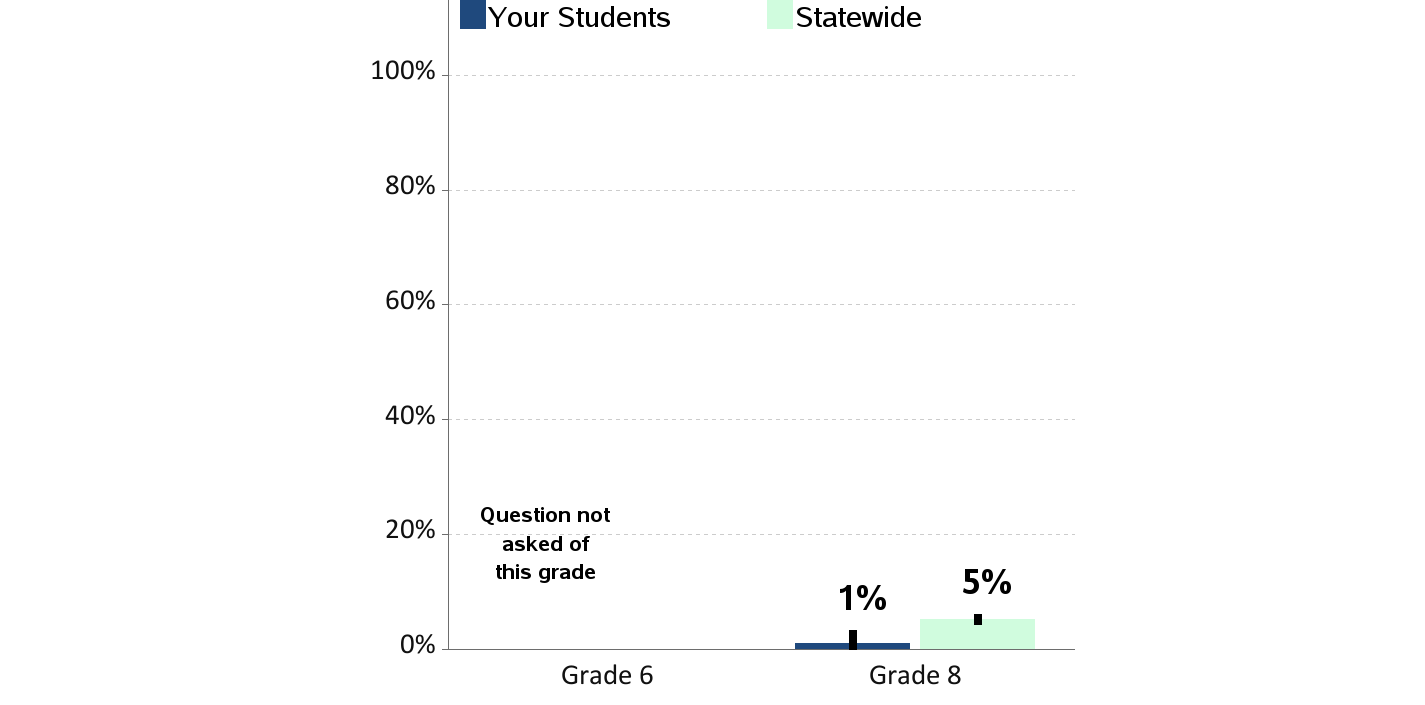 Your Students Statewide
100%
80%
60%
40%
20%
0%
Question not
asked of
this grade
1%
5%
Grade 6 Grade 8